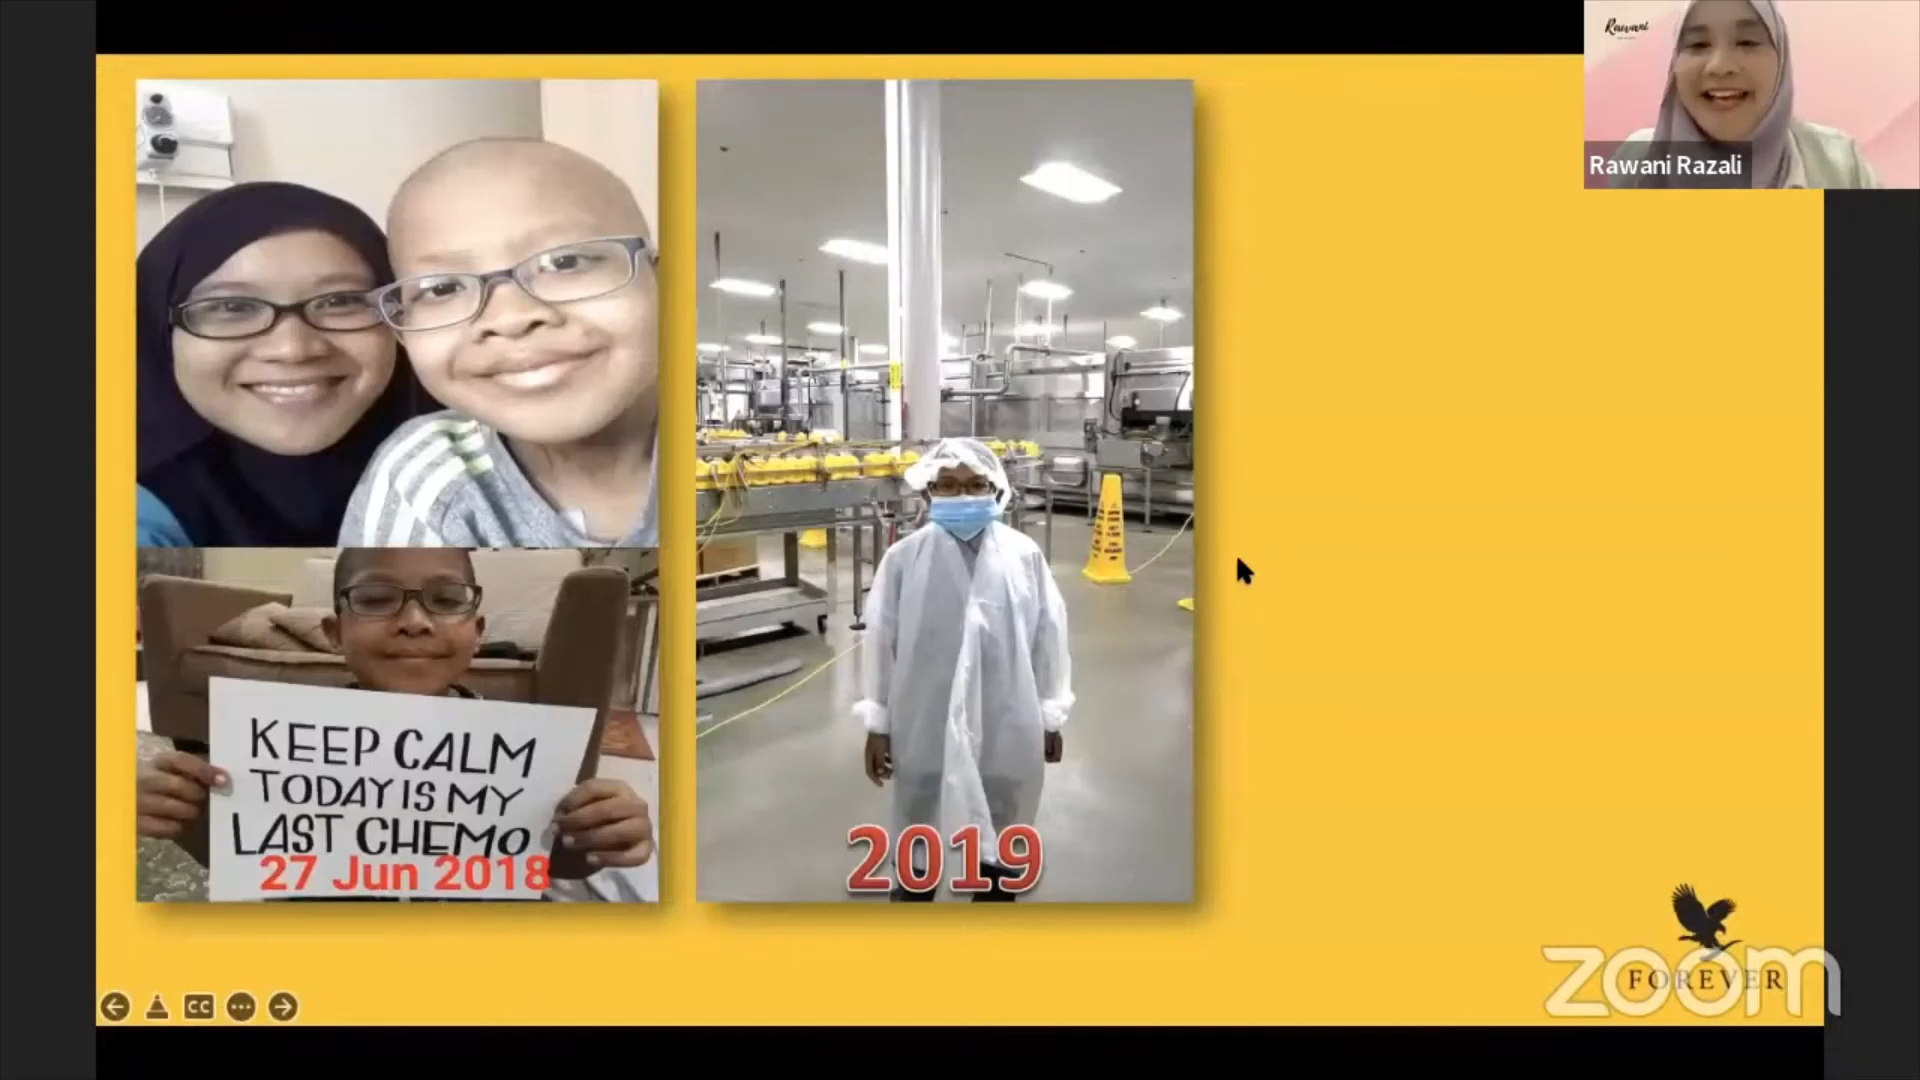 Rawani
Rawani Razali
KEEP CALM
TODAY IS MY
LAST CHEMO
27 Jun 2018
2019
FOREVER
zoom
CC